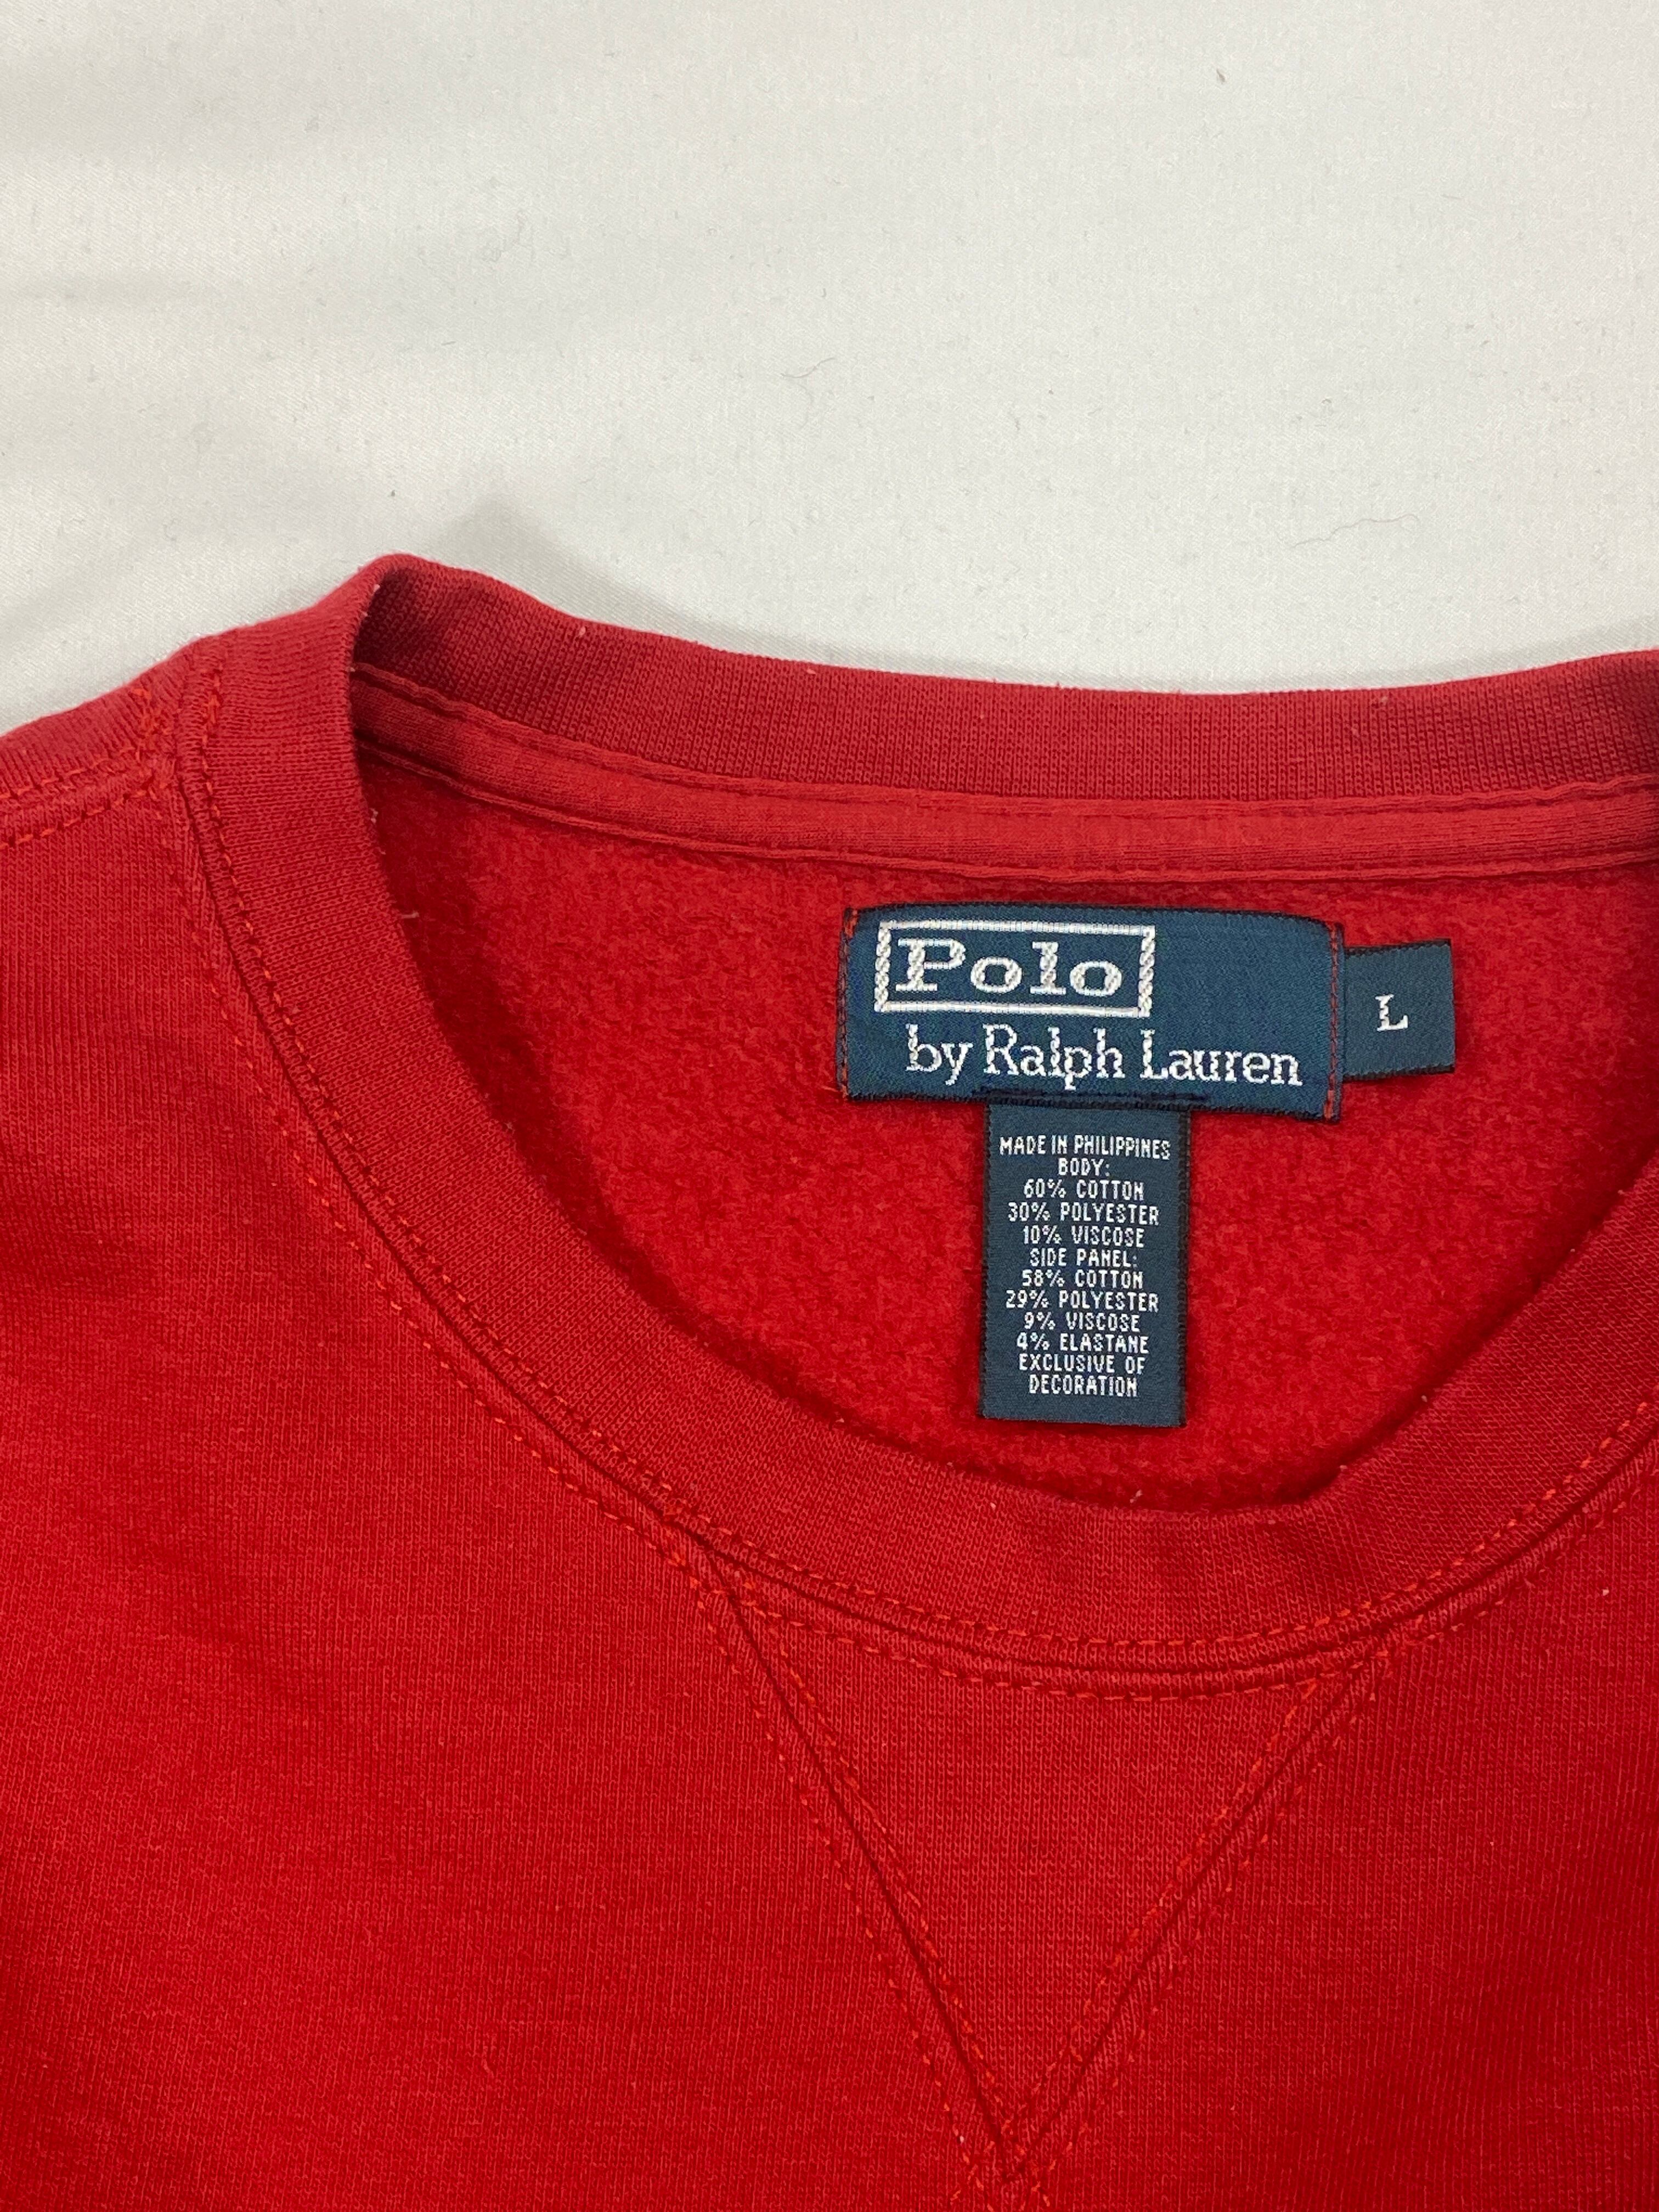 Polo
by Ralph Lauren
L
MADE IN PHILIPPINES
BODY:
60% COTTON
30% POLYESTER
10% VISCOSE
SIDE PANEL:
58% COTTON
29% POLYESTER
9% VISCOSE
4% ELASTANE
EXCLUSIVE OF
DECORATION